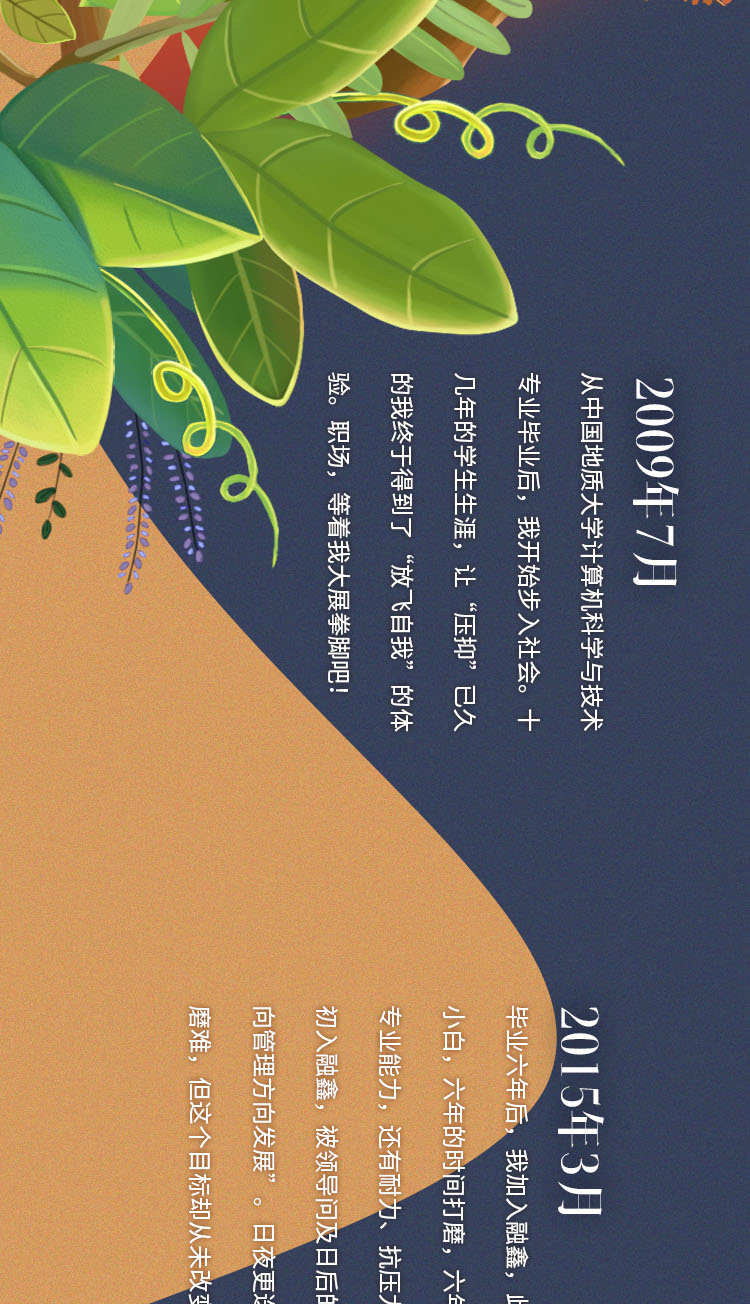 2009年7月
从中国地质大学计算机科学与技术
专业毕业后，我开始步入社会。十
几年的学生生涯，让“压抑”已久
的我终于得到了“放飞自我”的体
验。职场，等着我大展拳脚吧！
2015年3月
毕业六年后，我加入融鑫，此
小白，六年的时间打磨，六年
专业能力，还有耐力、抗压力
初入融鑫，被领导问及日后的
向管理方向发展”。日夜更迭
磨难，但这个目标却从未改变